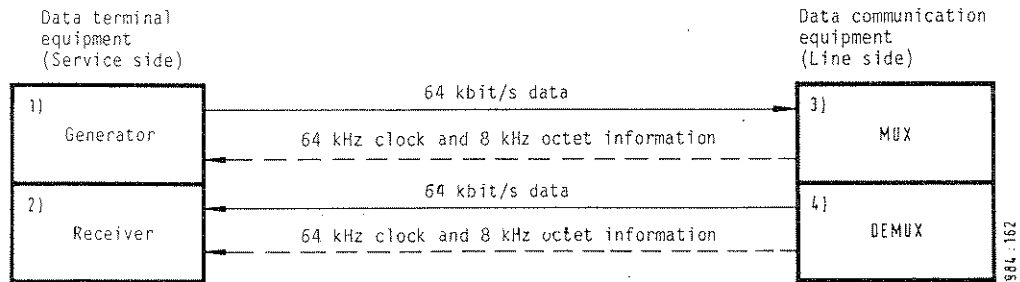 Data terminal
equipment
(Service side)
Data communication
equipment
(Line side)
1)
Generator
64 kbit/s data
64 kHz clock and 8 kHz octet information
3)
MUX
2)
Receiver
64 kbit/s data
64 kHz clock and 8 kHz octet information
4)
DEMUX
984.162